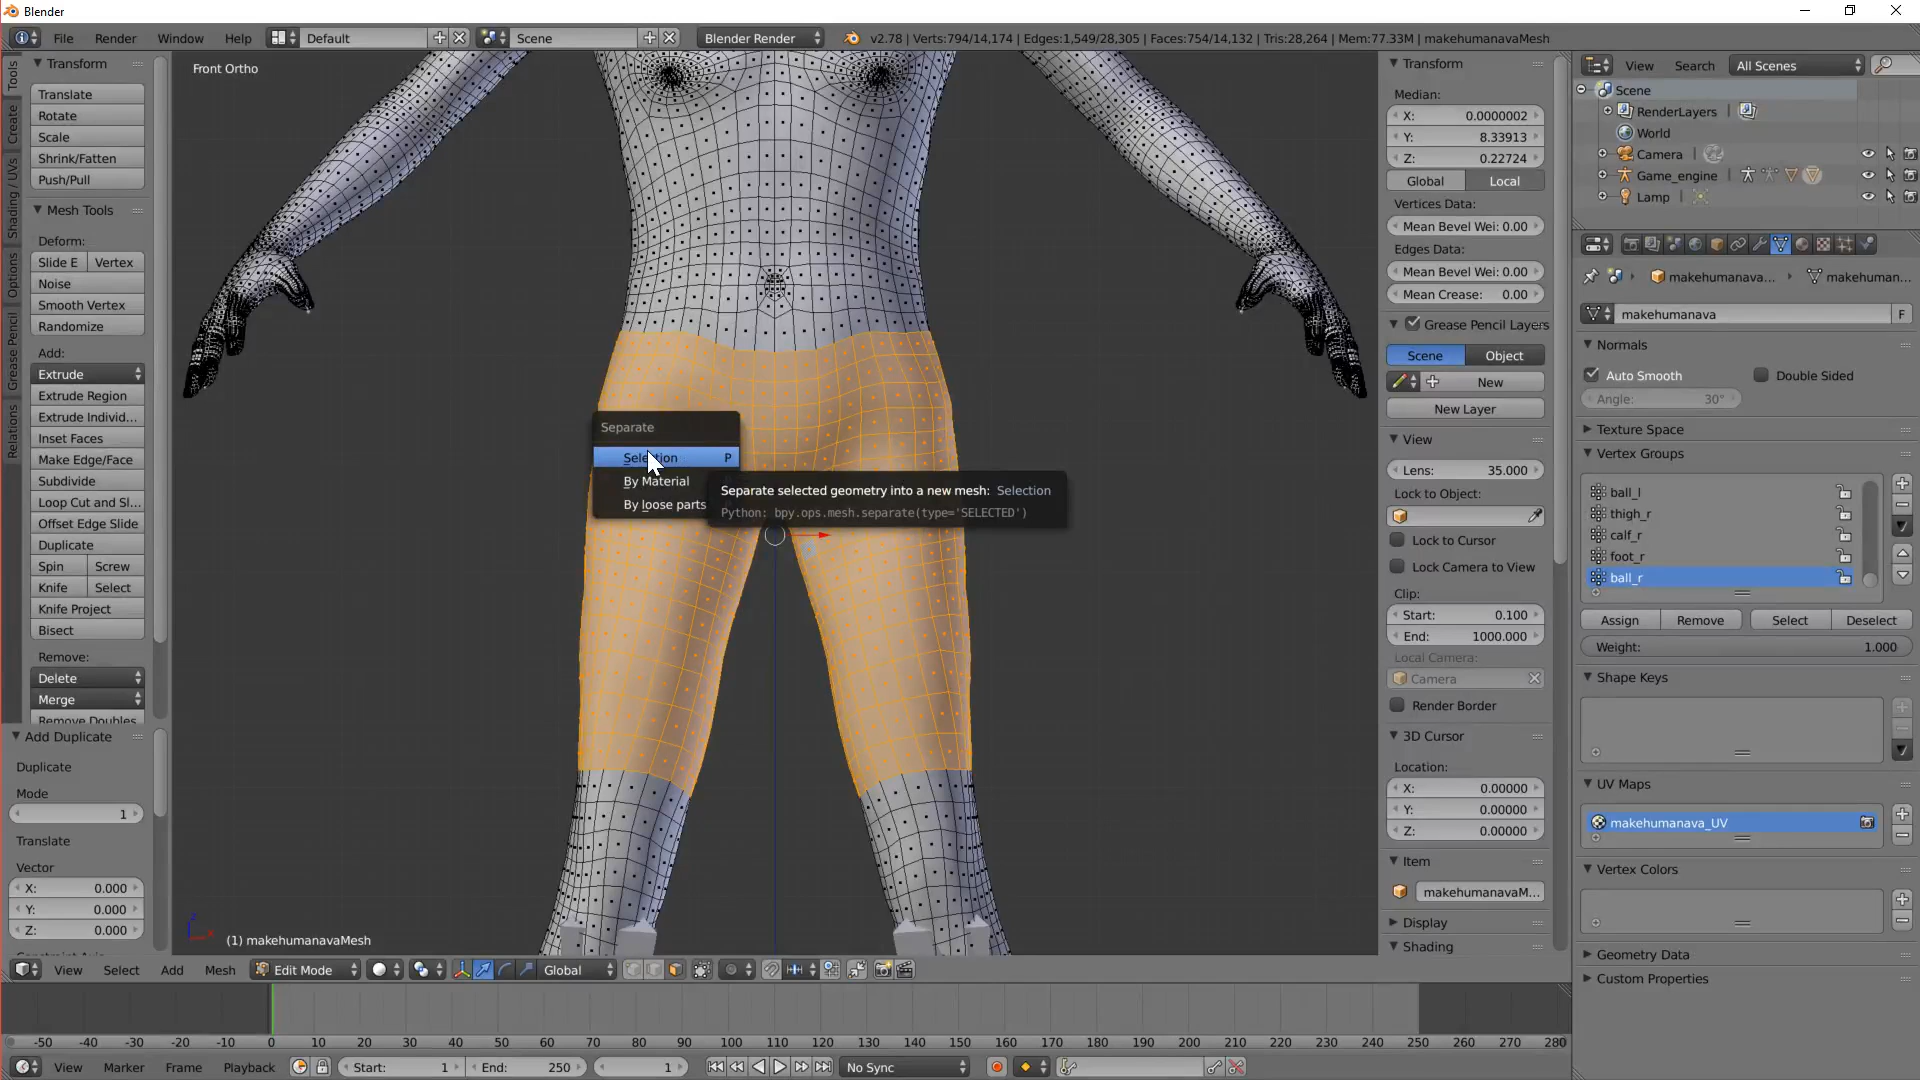 Blender
File Render Window Help Default Scene Blender Render v2.78 | Verts:794/14,174 | Edges:1,549/28,305 | Faces:754/14,132 | Tris:28,264 | Mem:77.33M | makehumanavaMesh
Tools
Create
Shading / UVs
Options
Grease Pencil
Relations
Transform
Translate
Rotate
Scale
Shrink/Fatten
Push/Pull
Mesh Tools
Deform:
Slide E Vertex
Noise
Smooth Vertex
Randomize
Add:
Extrude
Extrude Region
Extrude Individ...
Inset Faces
Make Edge/Face
Subdivide
Loop Cut and Sl...
Offset Edge Slide
Duplicate
Spin Screw
Knife Select
Knife Project
Bisect
Remove:
Delete
Merge
Remove Doubles
Add Duplicate
Duplicate
Mode
1
Translate
Vector
X: 0.000
Y: 0.000
Z: 0.000
Front Ortho
Separate
Selection P
By Material
By loose parts
Separate selected geometry into a new mesh: Selection
Python: bpy.ops.mesh.separate(type='SELECTED')
(1) makehumanavaMesh
View Select Add Mesh Edit Mode Global
Transform
Median:
X: 0.0000002
Y: 8.33913
Z: 0.22724
Global Local
Vertices Data:
Mean Bevel Wei: 0.00
Edges Data:
Mean Bevel Wei: 0.00
Mean Crease: 0.00
Grease Pencil Layers
Scene Object
New
New Layer
View
Lens: 35.000
Lock to Object:
Lock to Cursor
Lock Camera to View
Clip:
Start: 0.100
End: 1000.000
Local Camera:
Camera
Render Border
3D Cursor
Location:
X: 0.00000
Y: 0.00000
Z: 0.00000
Item
makehumanavaM...
Display
Shading
View Search All Scenes
Scene
RenderLayers |
World
Camera |
Game_engine |
Lamp |
makehumanava... makehuman...
makehumanava F
Normals
Auto Smooth Double Sided
Angle: 30°
Texture Space
Vertex Groups
ball_l
thigh_r
calf_r
foot_r
ball_r
Assign Remove Select Deselect
Weight: 1.000
Shape Keys
UV Maps
makehumanava_UV
Vertex Colors
Geometry Data
Custom Properties
-50 -40 -30 -20 -10 0 10 20 30 40 50 60 70 80 90 100 110 120 130 140 150 160 170 180 190 200 210 220 230 240 250 260 270 280
View Marker Frame Playback Start: 1 End: 250 1 No Sync